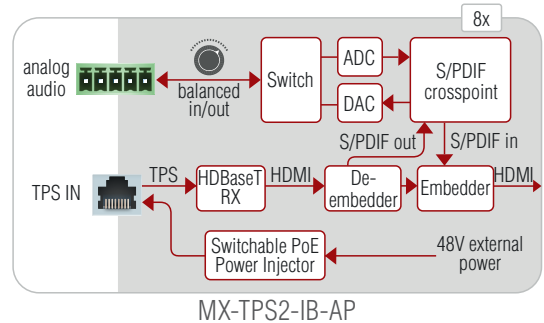 8x
analog
audio
balanced
in/out
Switch
ADC
DAC
S/PDIF
crosspoint
S/PDIF out
S/PDIF in
TPS IN
TPS
HDBaseT
RX
HDMI
De-
embedder
Embedder
HDMI
Switchable PoE
Power Injector
48V external
power
MX-TPS2-IB-AP